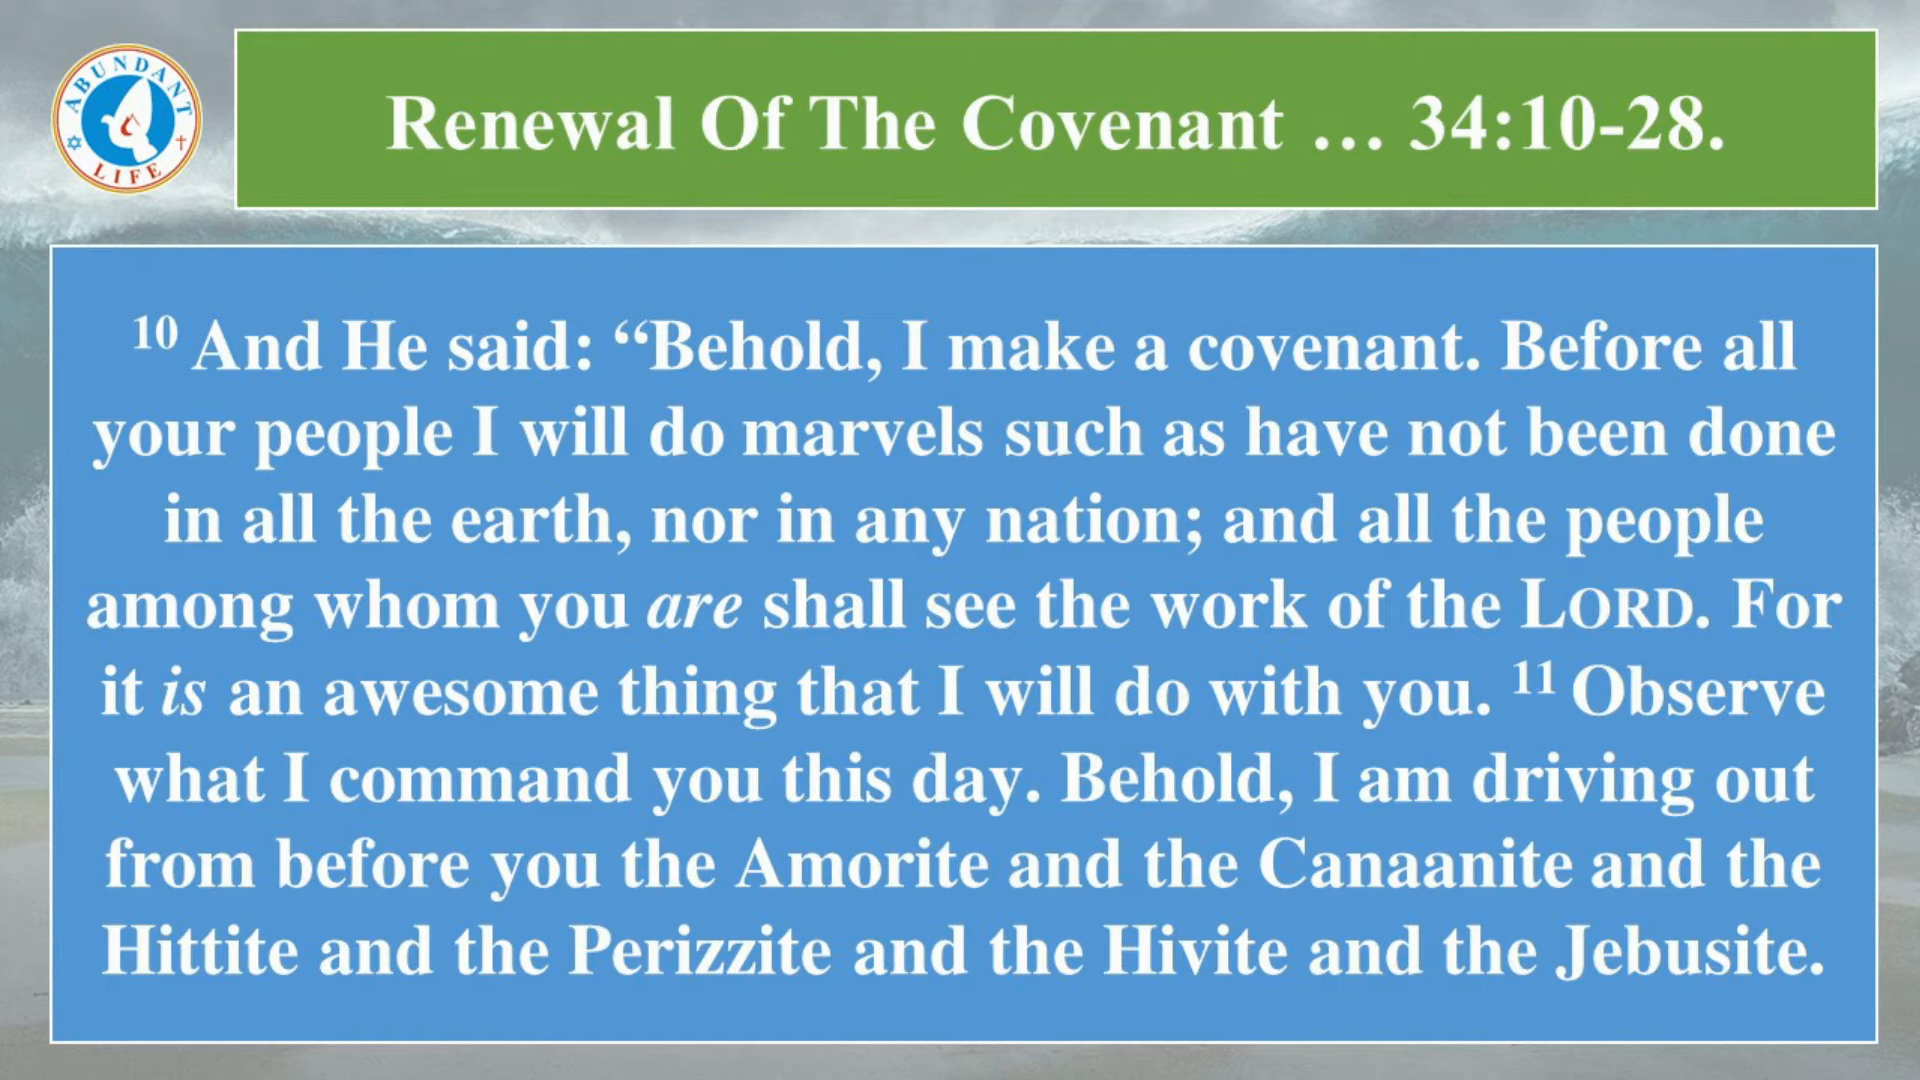 ABUNDANT
LIFE
Renewal Of The Covenant … 34:10-28.
10 And He said: “Behold, I make a covenant. Before all
your people I will do marvels such as have not been done
in all the earth, nor in any nation; and all the people
among whom you are shall see the work of the LORD. For
it is an awesome thing that I will do with you. 11 Observe
what I command you this day. Behold, I am driving out
from before you the Amorite and the Canaanite and the
Hittite and the Perizzite and the Hivite and the Jebusite.